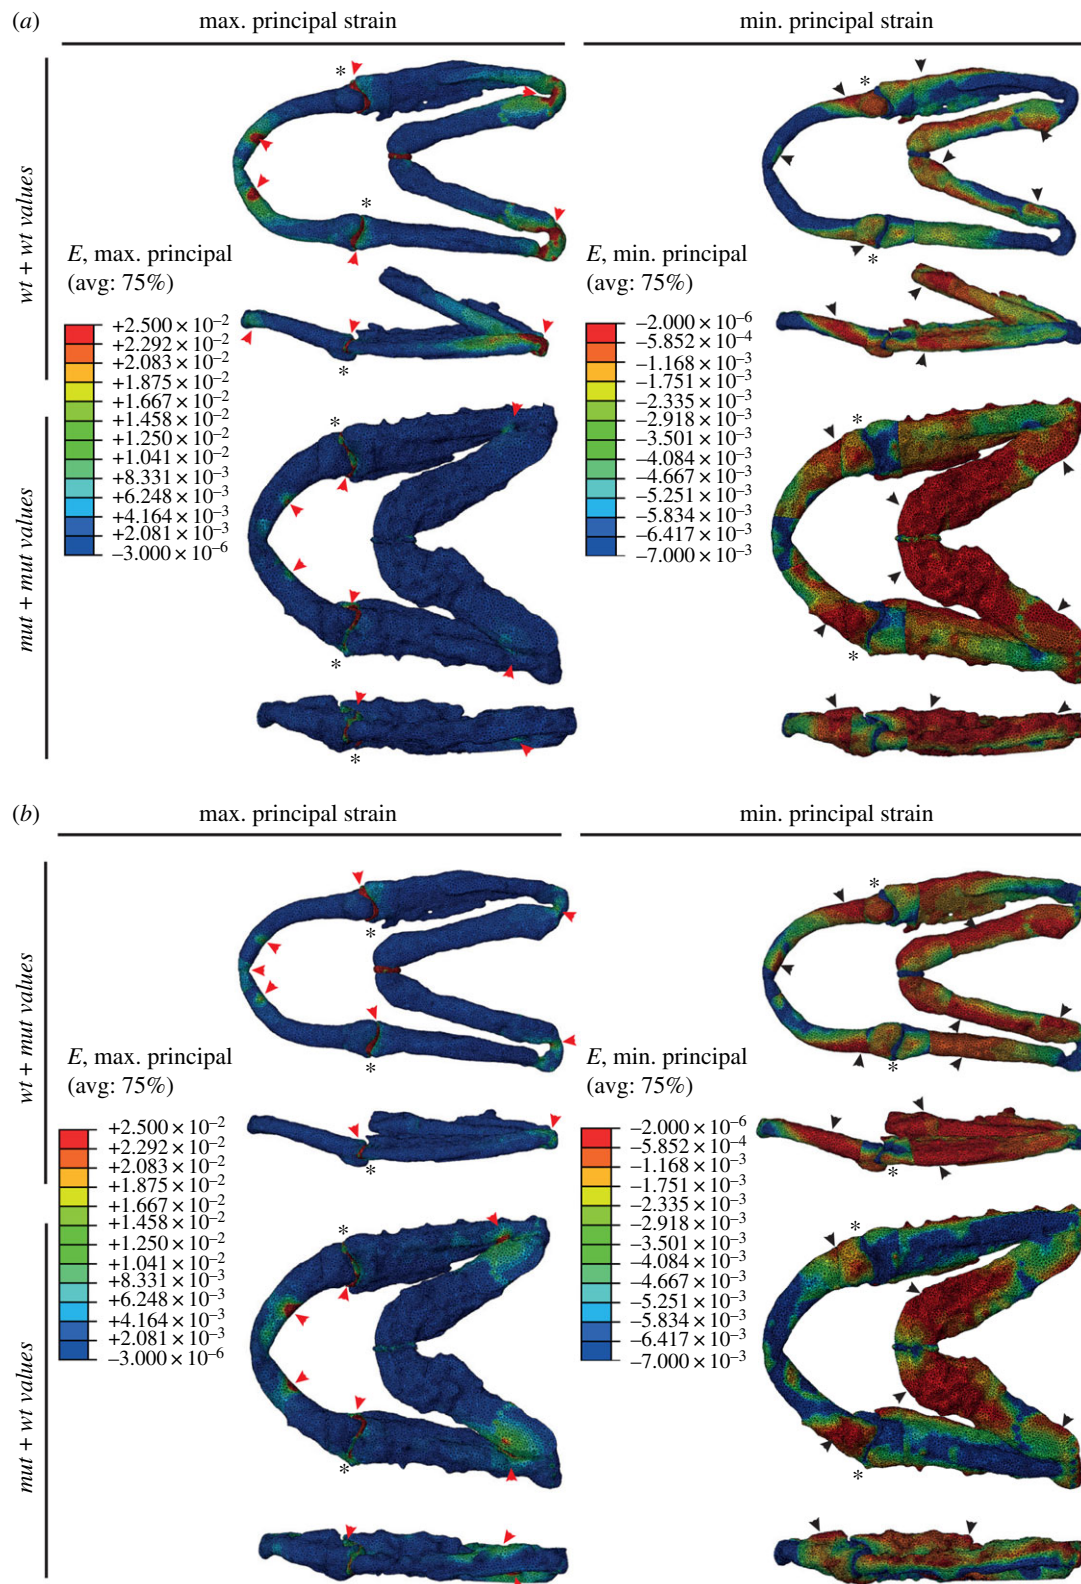 (a)
max. principal strain
min. principal strain
wt + wt values
*
*
*
*
*
E, max. principal
(avg: 75%)
+2.500 × 10⁻²
+2.292 × 10⁻²
+2.083 × 10⁻²
+1.875 × 10⁻²
+1.667 × 10⁻²
+1.458 × 10⁻²
+1.250 × 10⁻²
+1.041 × 10⁻²
+8.331 × 10⁻³
+6.248 × 10⁻³
+4.164 × 10⁻³
+2.081 × 10⁻³
−3.000 × 10⁻⁶
E, min. principal
(avg: 75%)
−2.000 × 10⁻⁶
−5.852 × 10⁻⁴
−1.168 × 10⁻³
−1.751 × 10⁻³
−2.335 × 10⁻³
−2.918 × 10⁻³
−3.501 × 10⁻³
−4.084 × 10⁻³
−4.667 × 10⁻³
−5.251 × 10⁻³
−5.834 × 10⁻³
−6.417 × 10⁻³
−7.000 × 10⁻³
mut + mut values
*
*
*
*
*
(b)
max. principal strain
min. principal strain
wt + mut values
*
*
*
*
*
*
E, max. principal
(avg: 75%)
+2.500 × 10⁻²
+2.292 × 10⁻²
+2.083 × 10⁻²
+1.875 × 10⁻²
+1.667 × 10⁻²
+1.458 × 10⁻²
+1.250 × 10⁻²
+1.041 × 10⁻²
+8.331 × 10⁻³
+6.248 × 10⁻³
+4.164 × 10⁻³
+2.081 × 10⁻³
−3.000 × 10⁻⁶
E, min. principal
(avg: 75%)
−2.000 × 10⁻⁶
−5.852 × 10⁻⁴
−1.168 × 10⁻³
−1.751 × 10⁻³
−2.335 × 10⁻³
−2.918 × 10⁻³
−3.501 × 10⁻³
−4.084 × 10⁻³
−4.667 × 10⁻³
−5.251 × 10⁻³
−5.834 × 10⁻³
−6.417 × 10⁻³
−7.000 × 10⁻³
mut + wt values
*
*
*
*